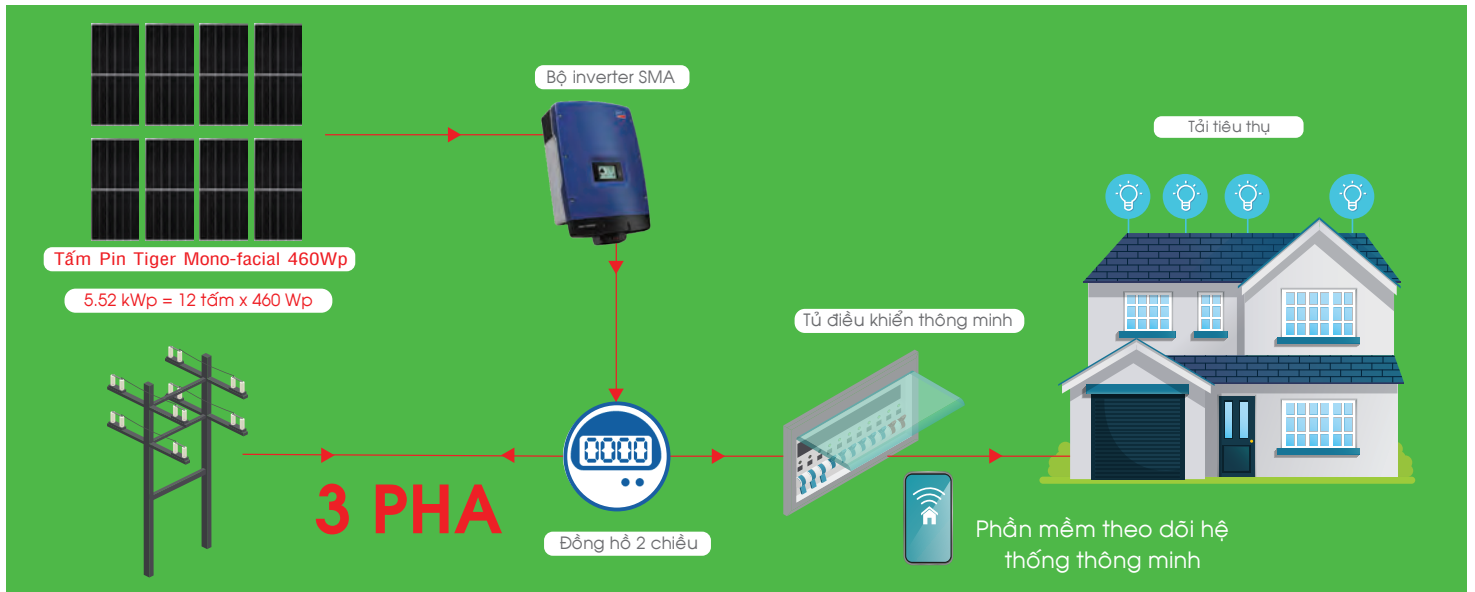 Bộ inverter SMA
Tải tiêu thụ
Tấm Pin Tiger Mono-facial 460Wp
5.52 kWp = 12 tấm x 460 Wp
Tủ điều khiển thông minh
0000
3 PHA
Đồng hồ 2 chiều
Phần mềm theo dõi hệ
thống thông minh